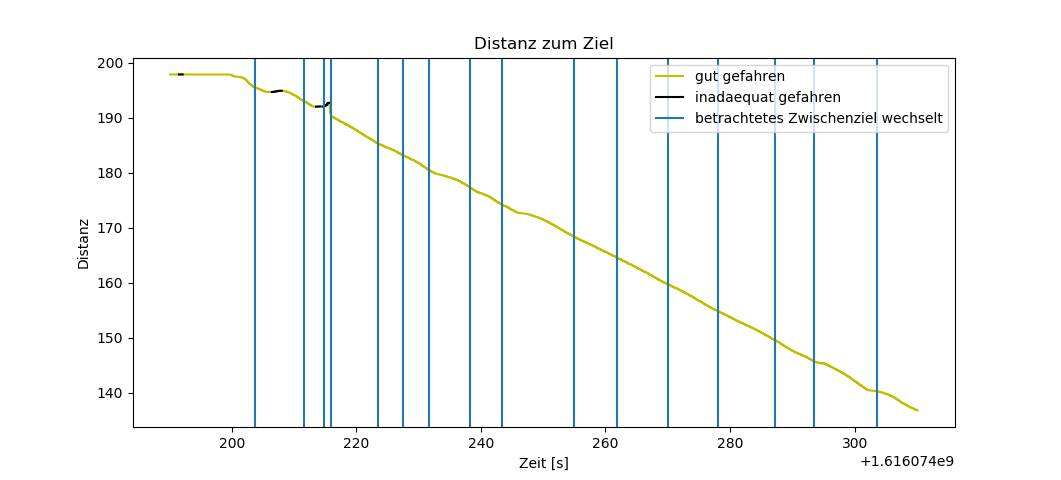 Distanz zum Ziel
gut gefahren
inadaequat gefahren
betrachtetes Zwischenziel wechselt
Distanz
200
190
180
170
160
150
140
200 220 240 260 280 300
Zeit [s]
+1.616074e9